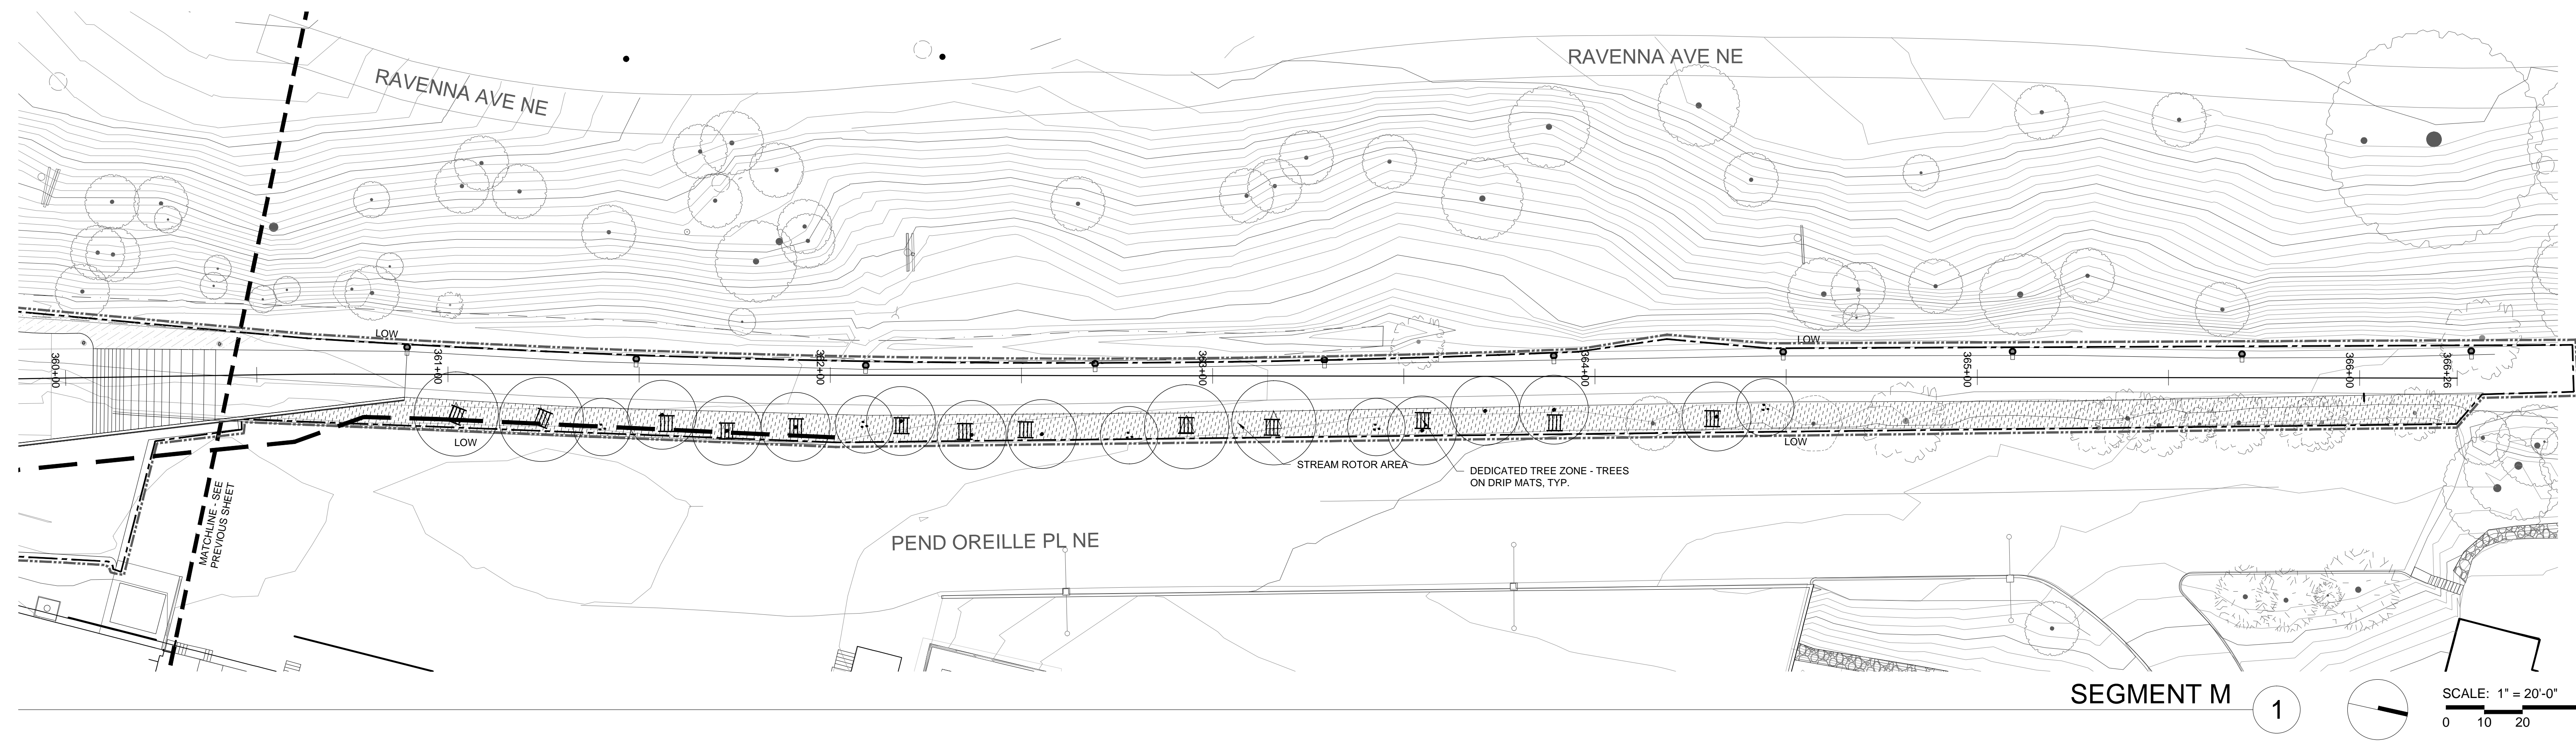 RAVENNA AVE NE
RAVENNA AVE NE
LOW
LOW
360+00
361+00
362+00
363+00
364+00
365+00
366+00
366+26
LOW
LOW
STREAM ROTOR AREA
DEDICATED TREE ZONE - TREES
ON DRIP MATS, TYP.
MATCHLINE - SEE
PREVIOUS SHEET
PEND OREILLE PL NE
SEGMENT M
1
SCALE: 1" = 20'-0"
0 10 20